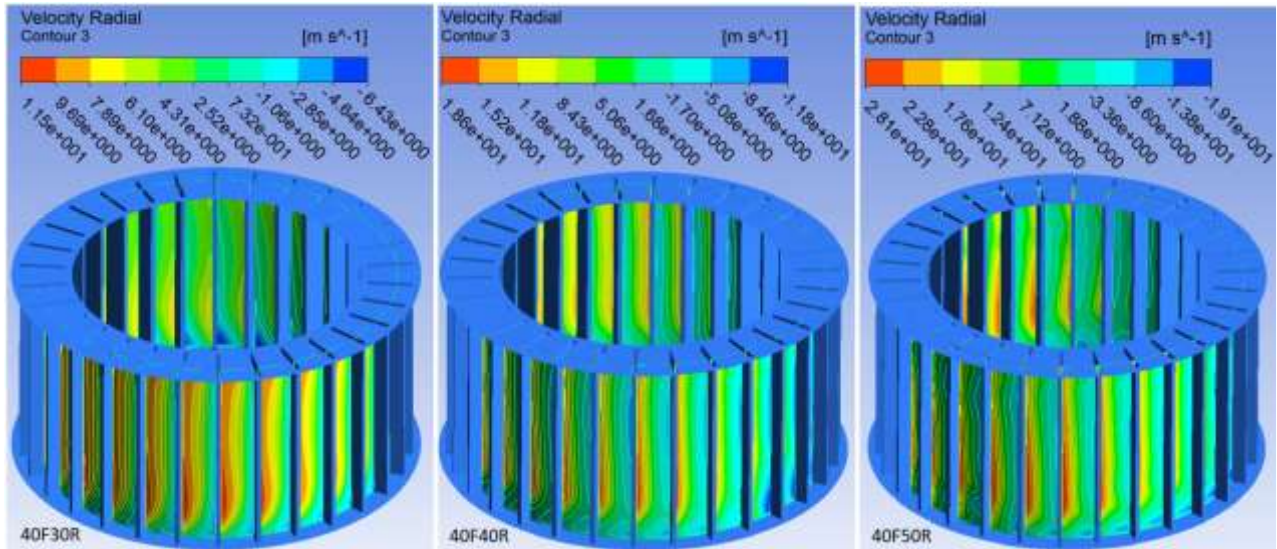 Velocity Radial
Contour 3 [m s^-1]
1.15e+001
9.69e+000
7.89e+000
6.10e+000
4.31e+000
2.52e+000
7.32e-001
-1.06e+000
-2.85e+000
-4.64e+000
-6.43e+000
40F30R
Velocity Radial
Contour 3 [m s^-1]
1.86e+001
1.52e+001
1.18e+001
8.43e+000
5.06e+000
1.68e+000
-1.70e+000
-5.08e+000
-8.46e+000
-1.18e+001
40F40R
Velocity Radial
Contour 3 [m s^-1]
2.81e+001
2.28e+001
1.76e+001
1.24e+001
7.12e+000
1.88e+000
-3.36e+000
-8.60e+000
-1.38e+001
-1.91e+001
40F50R